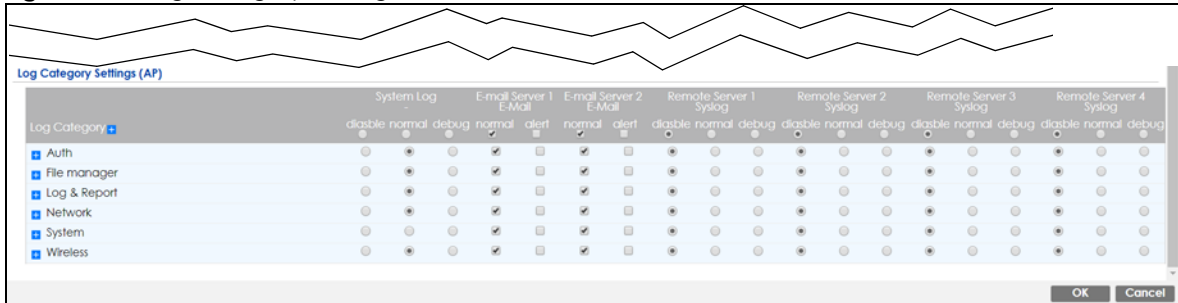 Log Category Settings (AP)
System Log
-
E-mail Server 1
E-Mail
E-mail Server 2
E-Mail
Remote Server 1
Syslog
Remote Server 2
Syslog
Remote Server 3
Syslog
Remote Server 4
Syslog
Log Category
disable normal debug normal alert normal alert disable normal debug disable normal debug disable normal debug disable normal debug
Auth
File manager
Log & Report
Network
System
Wireless
OK Cancel